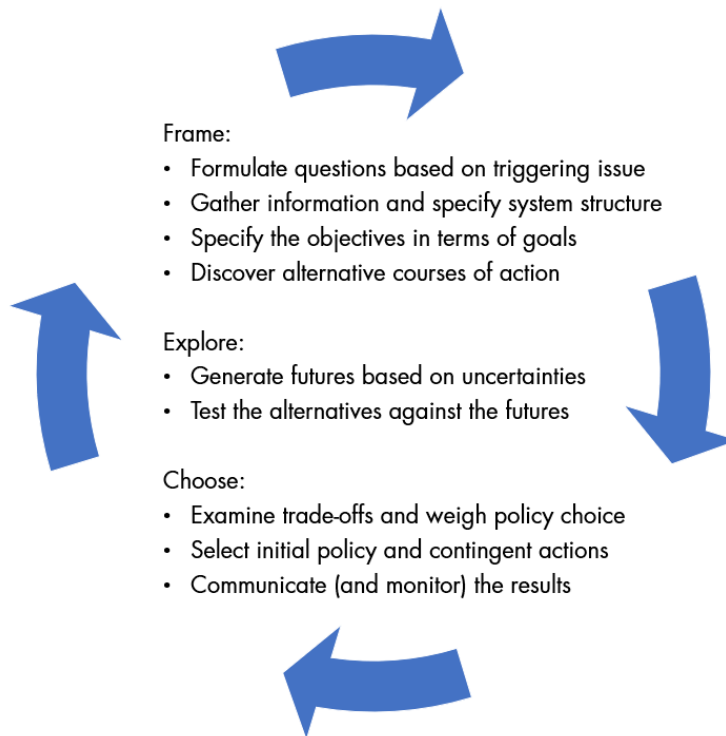 Frame:
• Formulate questions based on triggering issue
• Gather information and specify system structure
• Specify the objectives in terms of goals
• Discover alternative courses of action
Explore:
• Generate futures based on uncertainties
• Test the alternatives against the futures
Choose:
• Examine trade-offs and weigh policy choice
• Select initial policy and contingent actions
• Communicate (and monitor) the results